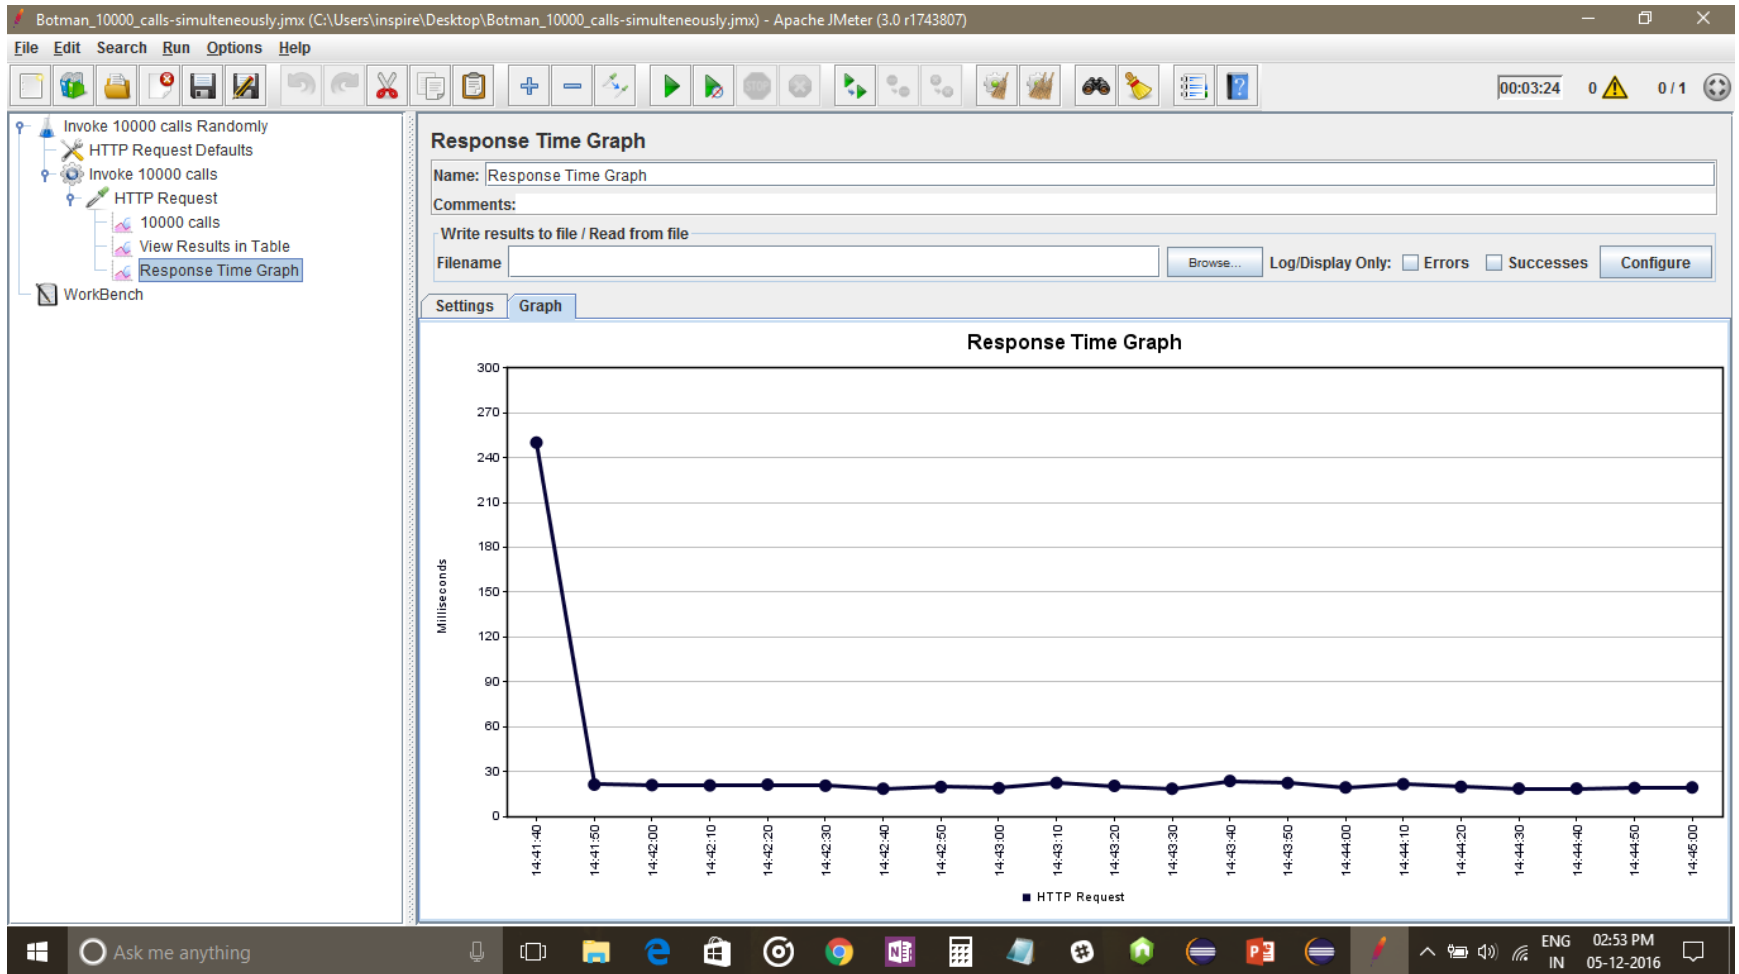 Botman_10000_calls-simulteneously.jmx (C:\Users\inspire\Desktop\Botman_10000_calls-simulteneously.jmx) - Apache JMeter (3.0 r1743807)
File Edit Search Run Options Help
STOP
00:03:24 0 0 / 1
Invoke 10000 calls Randomly
HTTP Request Defaults
Invoke 10000 calls
HTTP Request
10000 calls
View Results in Table
Response Time Graph
WorkBench
Response Time Graph
Name: Response Time Graph
Comments:
Write results to file / Read from file
Filename Browse... Log/Display Only: Errors Successes Configure
Settings Graph
Response Time Graph
300
270
240
210
180
150
120
90
60
30
0
Milliseconds
14:41:40 14:41:50 14:42:00 14:42:10 14:42:20 14:42:30 14:42:40 14:42:50 14:43:00 14:43:10 14:43:20 14:43:30 14:43:40 14:43:50 14:44:00 14:44:10 14:44:20 14:44:30 14:44:40 14:44:50 14:45:00
HTTP Request
Ask me anything
ENG
IN
02:53 PM
05-12-2016